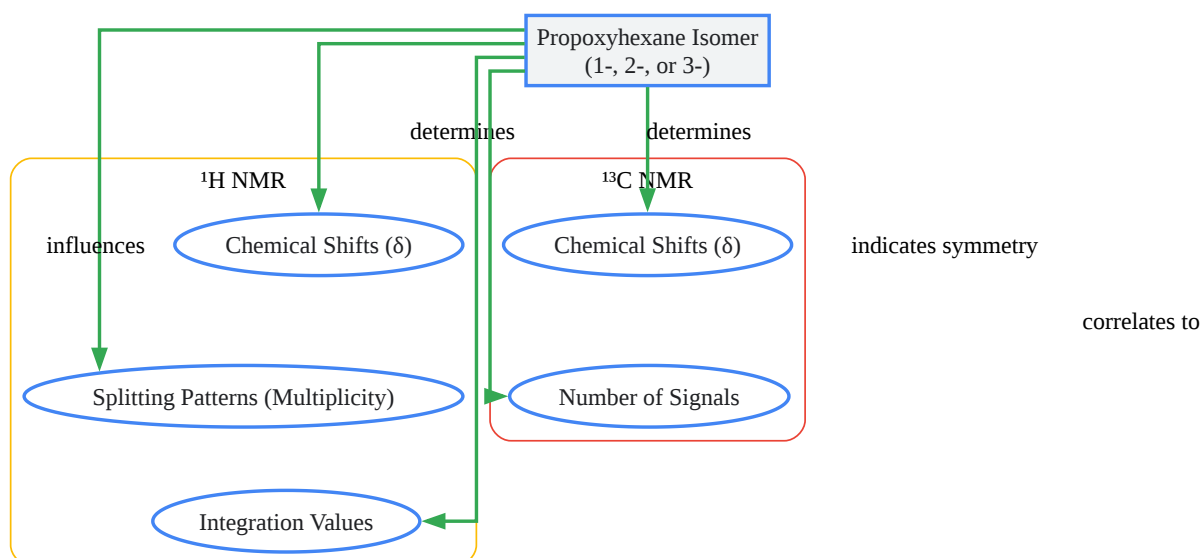 Propoxyhexane Isomer
(1-, 2-, or 3-)
determines
determines
¹H NMR
¹³C NMR
influences
Chemical Shifts (δ)
Chemical Shifts (δ)
indicates symmetry
correlates to
Splitting Patterns (Multiplicity)
Number of Signals
Integration Values